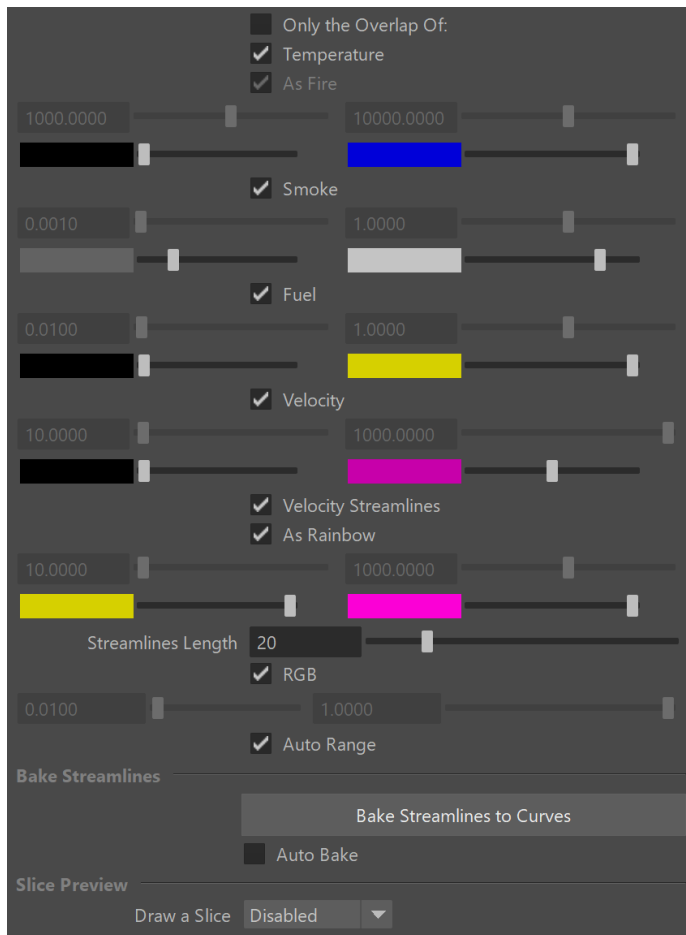 Only the Overlap Of:
Temperature
As Fire
1000.0000 10000.0000
Smoke
0.0010 1.0000
Fuel
0.0100 1.0000
Velocity
10.0000 1000.0000
Velocity Streamlines
As Rainbow
10.0000 1000.0000
Streamlines Length 20
RGB
0.0100 1.0000
Auto Range
Bake Streamlines
Bake Streamlines to Curves
Auto Bake
Slice Preview
Draw a Slice Disabled